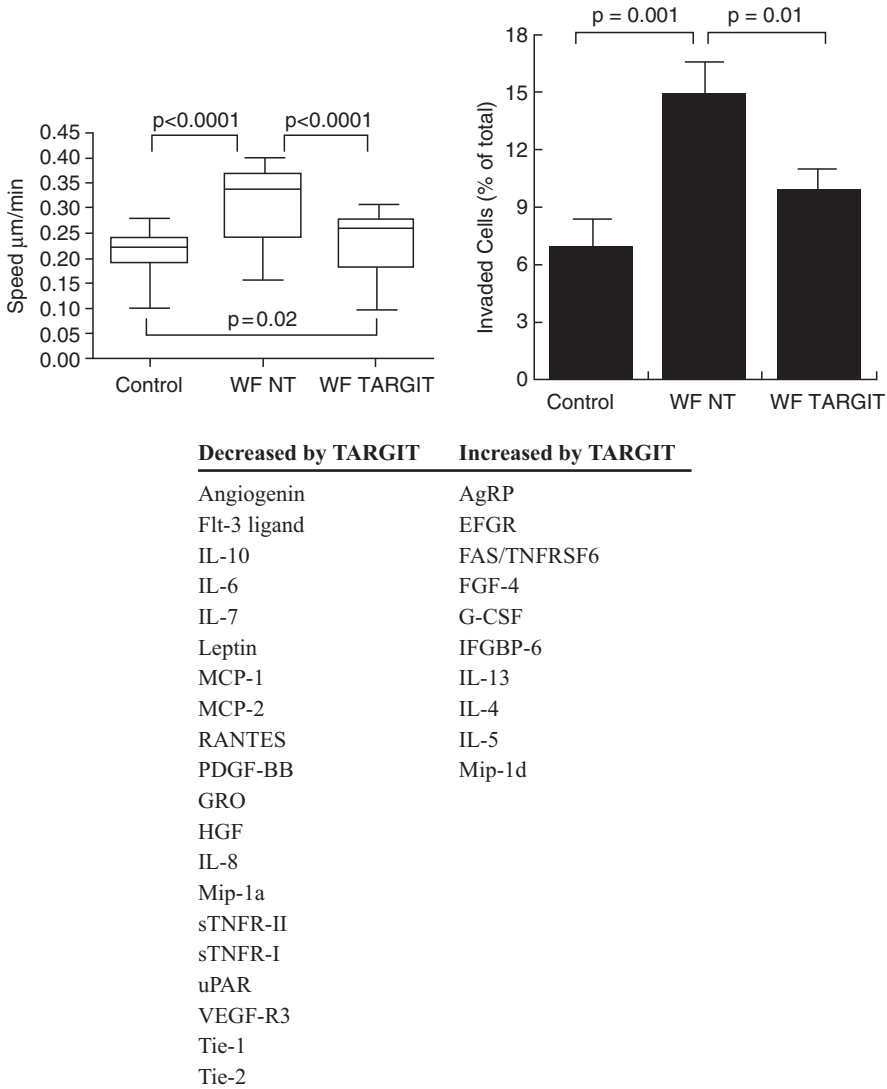 p<0.0001 p<0.0001
0.45
0.40
0.35
0.30
0.25
0.20
0.15
0.10
0.05
0.00
Speed µm/min
p=0.02
Control WF NT WF TARGIT
p = 0.001 p = 0.01
18
15
12
9
6
3
0
Invaded Cells (% of total)
Control WF NT WF TARGIT
Decreased by TARGIT Increased by TARGIT
Angiogenin AgRP
Flt-3 ligand EFGR
IL-10 FAS/TNFRSF6
IL-6 FGF-4
IL-7 G-CSF
Leptin IFGBP-6
MCP-1 IL-13
MCP-2 IL-4
RANTES IL-5
PDGF-BB Mip-1d
GRO
HGF
IL-8
Mip-1a
sTNFR-II
sTNFR-I
uPAR
VEGF-R3
Tie-1
Tie-2